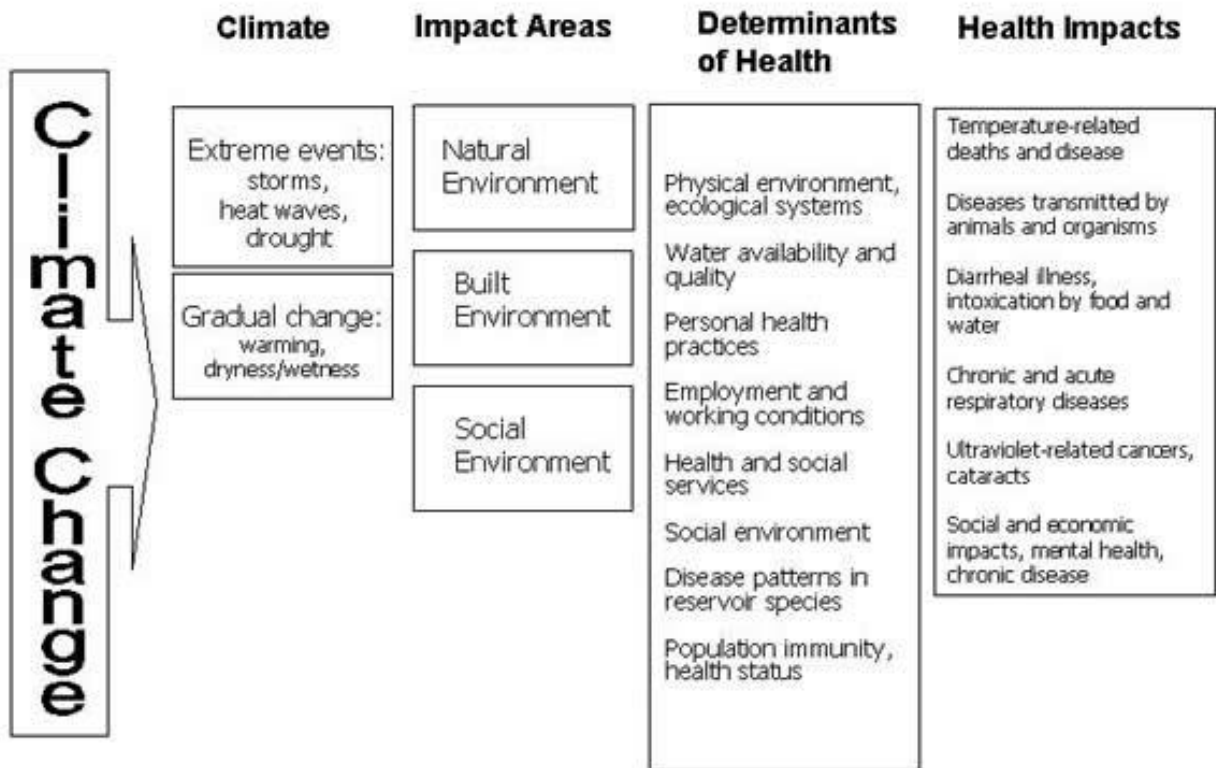 Climate Change
Climate
Extreme events:
storms,
heat waves,
drought
Gradual change:
warming,
dryness/wetness
Impact Areas
Natural
Environment
Built
Environment
Social
Environment
Determinants
of Health
Physical environment,
ecological systems
Water availability and
quality
Personal health
practices
Employment and
working conditions
Health and social
services
Social environment
Disease patterns in
reservoir species
Population immunity,
health status
Health Impacts
Temperature-related
deaths and disease
Diseases transmitted by
animals and organisms
Diarrheal illness,
intoxication by food and
water
Chronic and acute
respiratory diseases
Ultraviolet-related cancers,
cataracts
Social and economic
impacts, mental health,
chronic disease